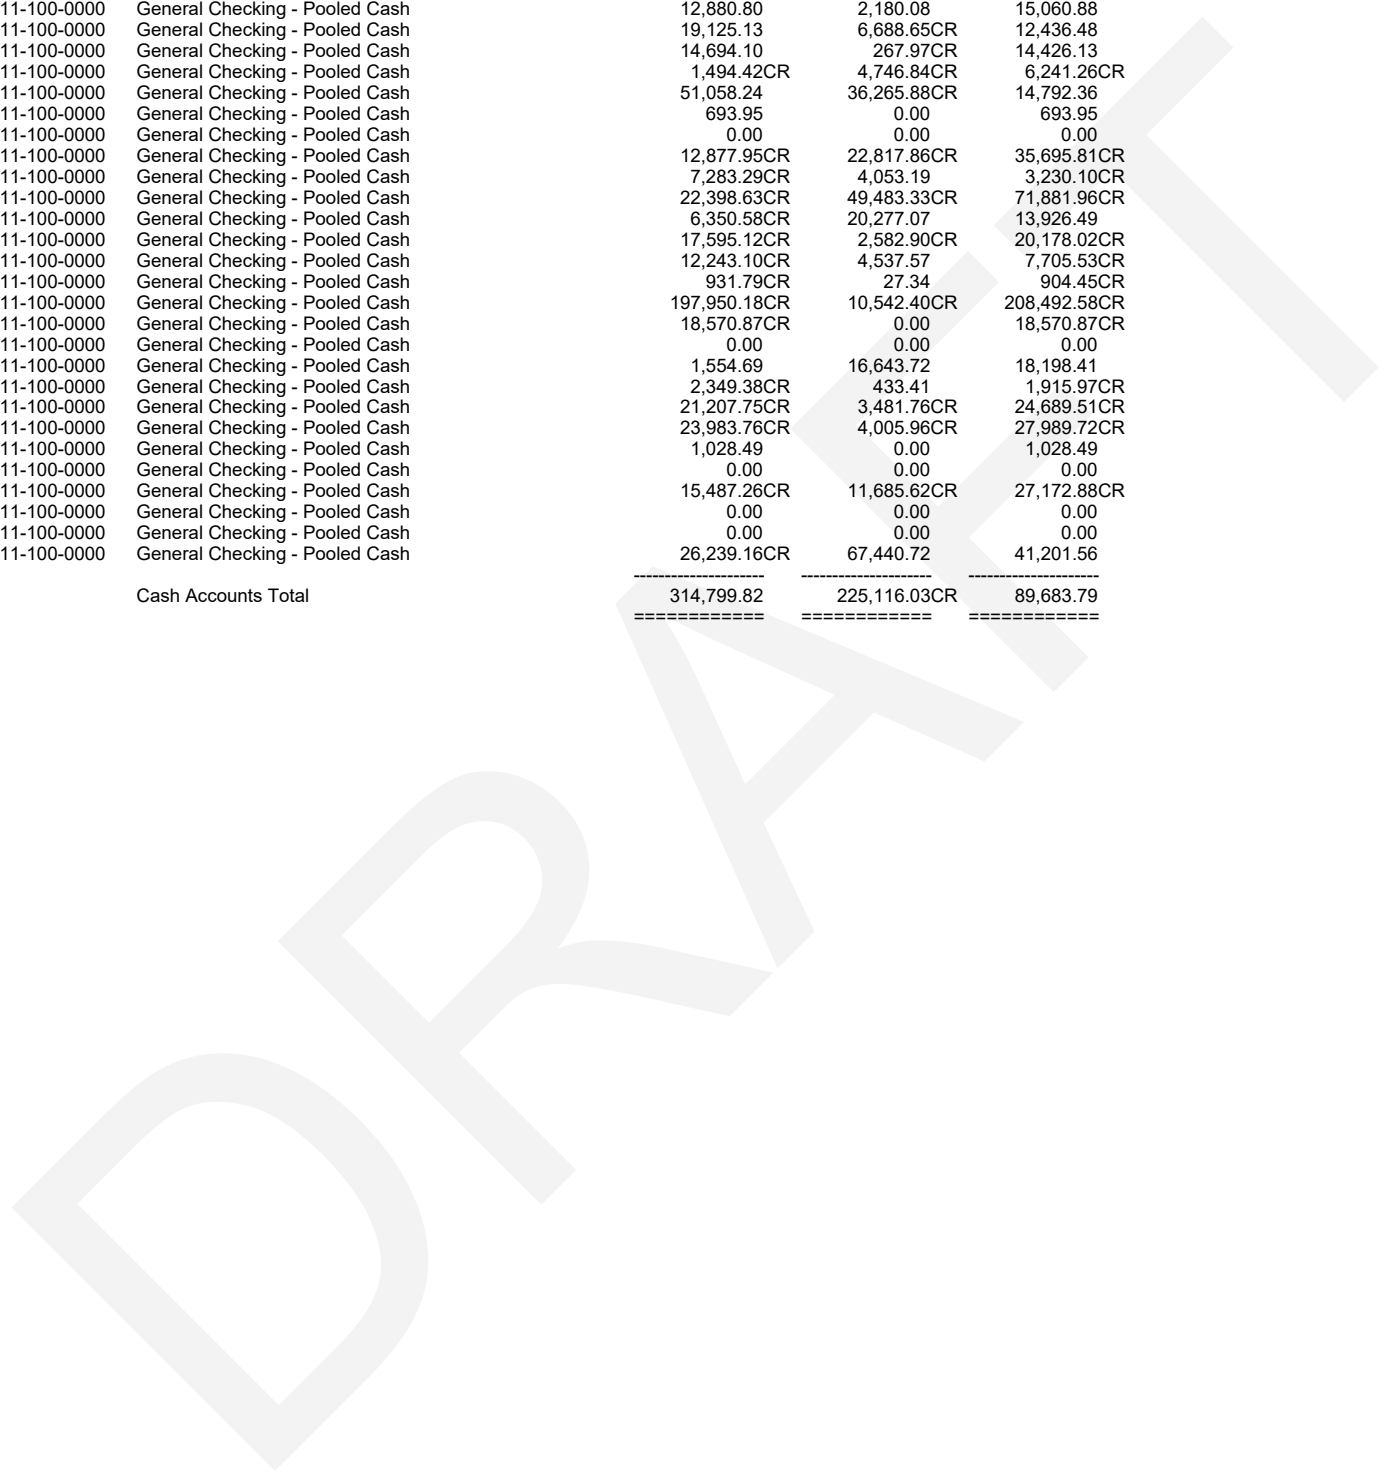 11-100-0000 General Checking - Pooled Cash 12,880.80 2,180.08 15,060.88
11-100-0000 General Checking - Pooled Cash 19,125.13 6,688.65CR 12,436.48
11-100-0000 General Checking - Pooled Cash 14,694.10 267.97CR 14,426.13
11-100-0000 General Checking - Pooled Cash 1,494.42CR 4,746.84CR 6,241.26CR
11-100-0000 General Checking - Pooled Cash 51,058.24 36,265.88CR 14,792.36
11-100-0000 General Checking - Pooled Cash 693.95 0.00 693.95
11-100-0000 General Checking - Pooled Cash 0.00 0.00 0.00
11-100-0000 General Checking - Pooled Cash 12,877.95CR 22,817.86CR 35,695.81CR
11-100-0000 General Checking - Pooled Cash 7,283.29CR 4,053.19 3,230.10CR
11-100-0000 General Checking - Pooled Cash 22,398.63CR 49,483.33CR 71,881.96CR
11-100-0000 General Checking - Pooled Cash 6,350.58CR 20,277.07 13,926.49
11-100-0000 General Checking - Pooled Cash 17,595.12CR 2,582.90CR 20,178.02CR
11-100-0000 General Checking - Pooled Cash 12,243.10CR 4,537.57 7,705.53CR
11-100-0000 General Checking - Pooled Cash 931.79CR 27.34 904.45CR
11-100-0000 General Checking - Pooled Cash 197,950.18CR 10,542.40CR 208,492.58CR
11-100-0000 General Checking - Pooled Cash 18,570.87CR 0.00 18,570.87CR
11-100-0000 General Checking - Pooled Cash 0.00 0.00 0.00
11-100-0000 General Checking - Pooled Cash 1,554.69 16,643.72 18,198.41
11-100-0000 General Checking - Pooled Cash 2,349.38CR 433.41 1,915.97CR
11-100-0000 General Checking - Pooled Cash 21,207.75CR 3,481.76CR 24,689.51CR
11-100-0000 General Checking - Pooled Cash 23,983.76CR 4,005.96CR 27,989.72CR
11-100-0000 General Checking - Pooled Cash 1,028.49 0.00 1,028.49
11-100-0000 General Checking - Pooled Cash 0.00 0.00 0.00
11-100-0000 General Checking - Pooled Cash 15,487.26CR 11,685.62CR 27,172.88CR
11-100-0000 General Checking - Pooled Cash 0.00 0.00 0.00
11-100-0000 General Checking - Pooled Cash 0.00 0.00 0.00
11-100-0000 General Checking - Pooled Cash 26,239.16CR 67,440.72 41,201.56
--------------------- --------------------- ---------------------
Cash Accounts Total 314,799.82 225,116.03CR 89,683.79
============ ============ ============
DRAFT